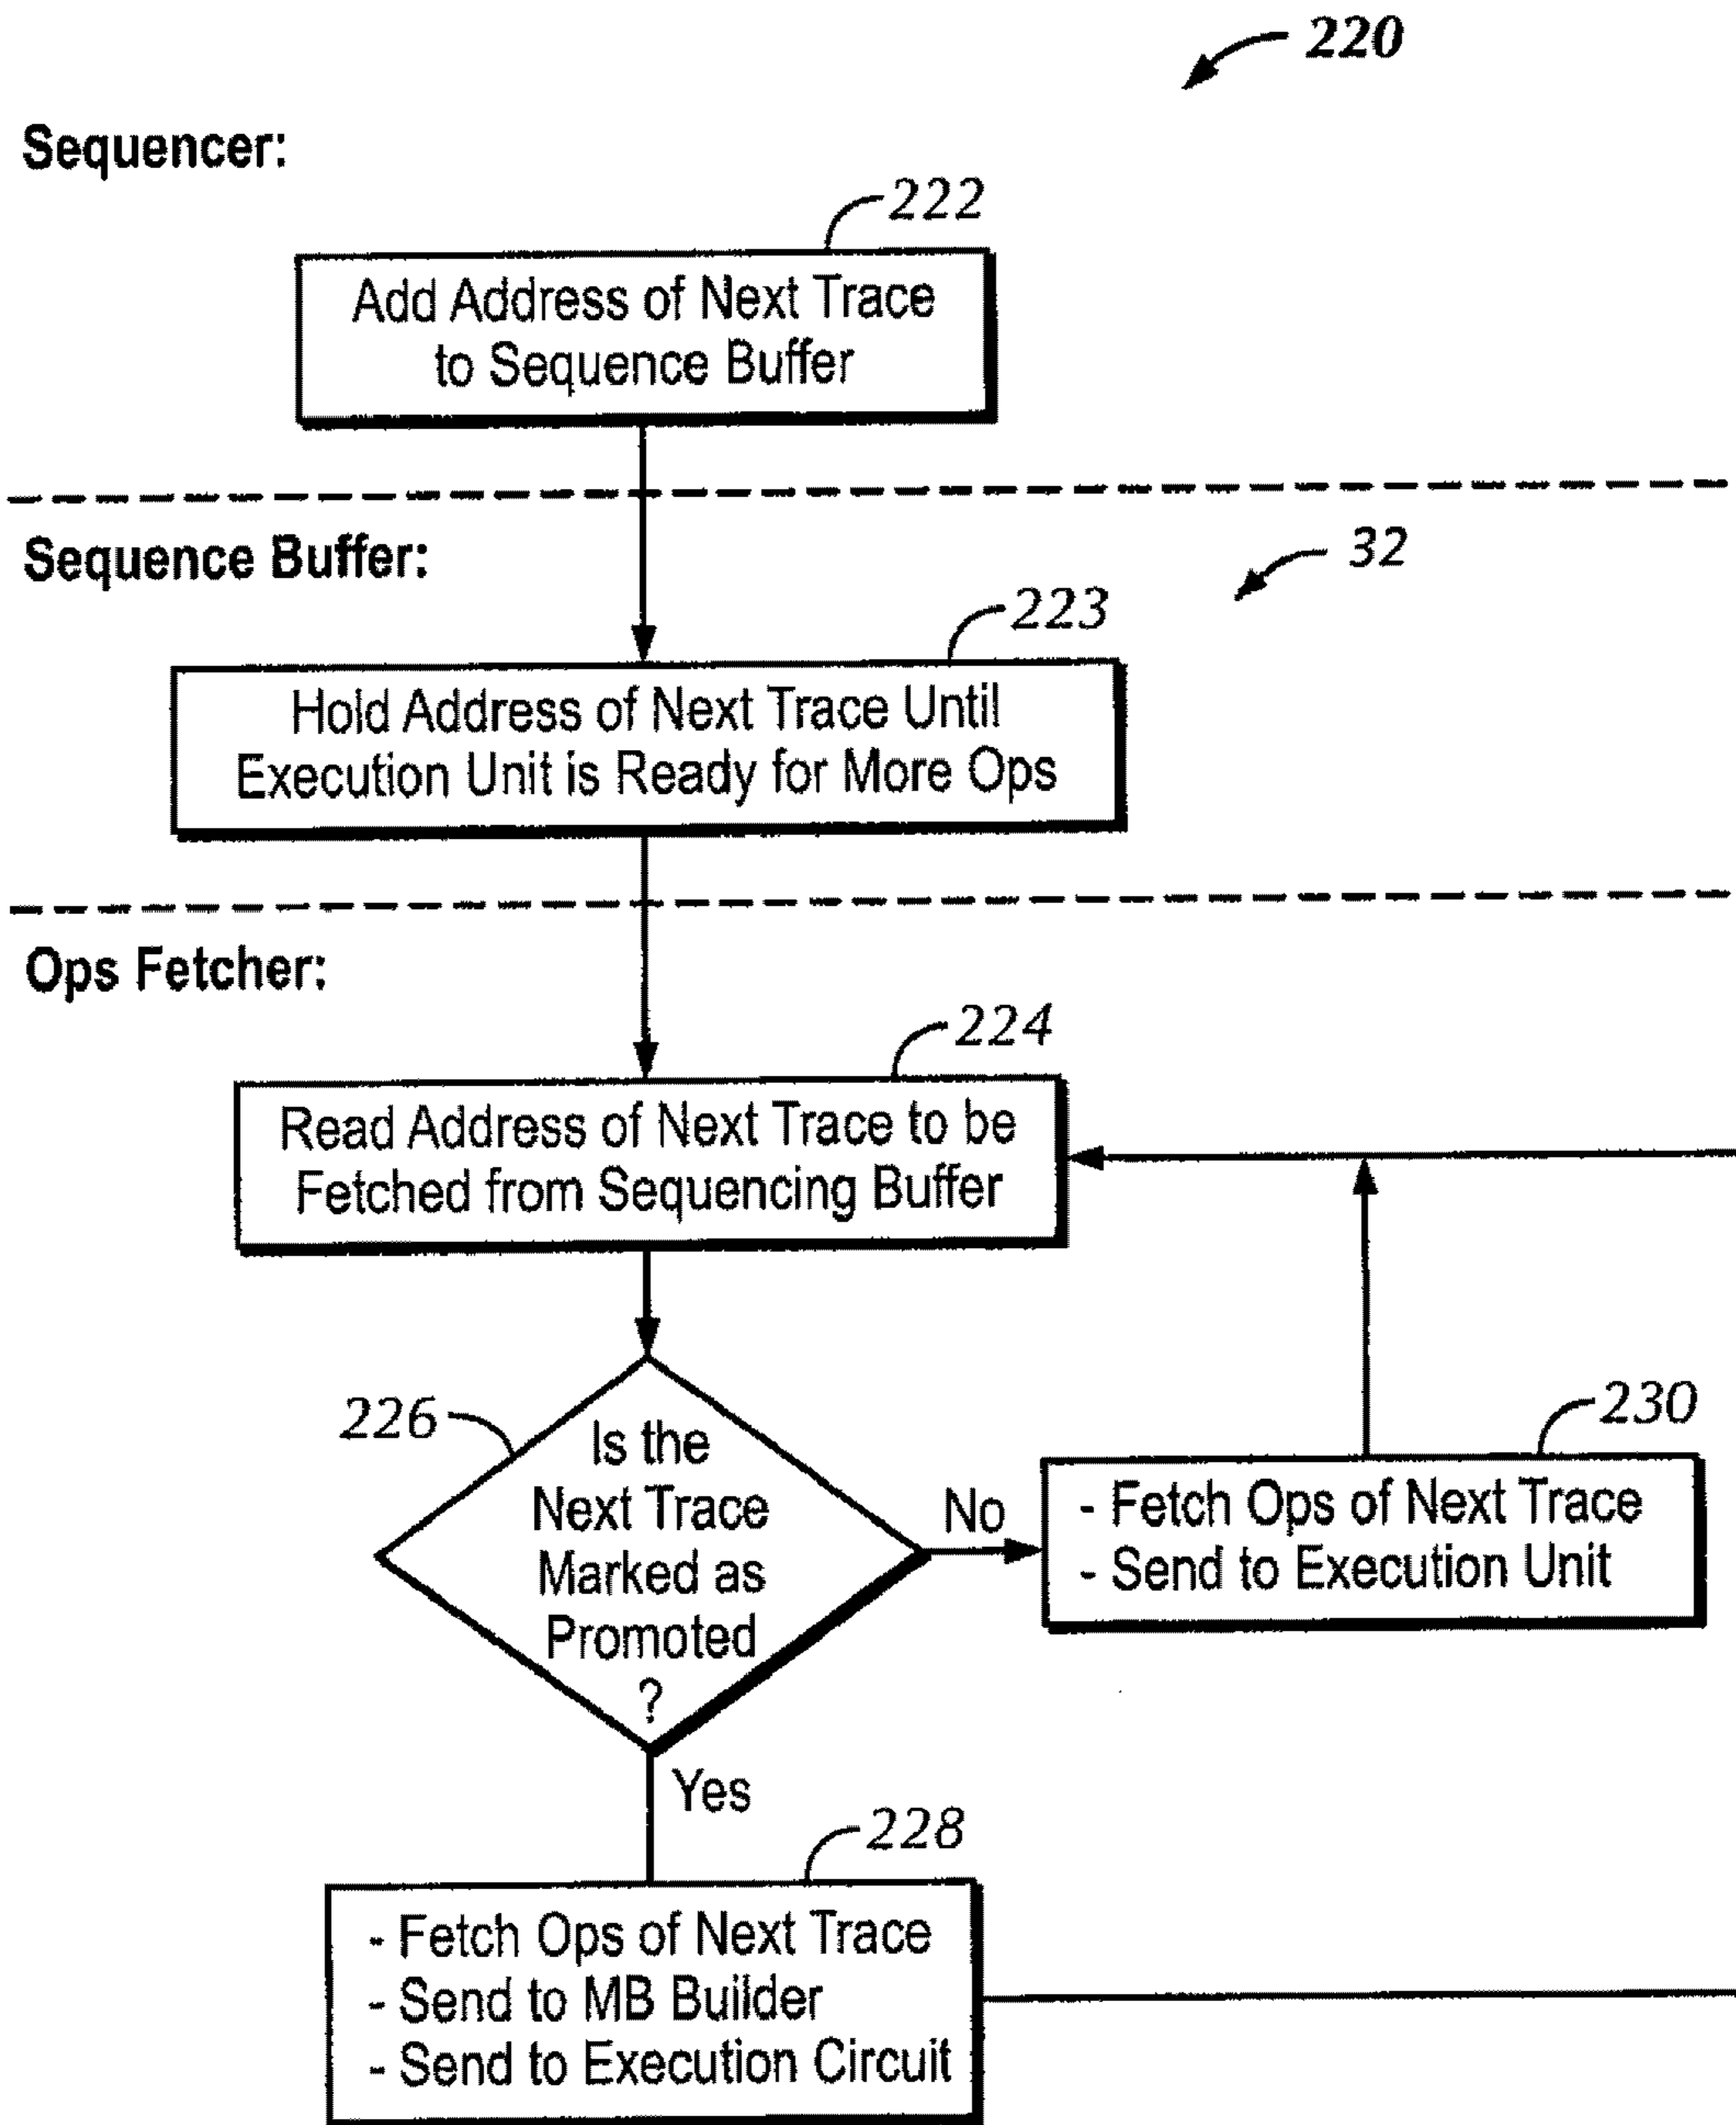 220
Sequencer:
222
Add Address of Next Trace
to Sequence Buffer
Sequence Buffer:
32
223
Hold Address of Next Trace Until
Execution Unit is Ready for More Ops
Ops Fetcher:
224
Read Address of Next Trace to be
Fetched from Sequencing Buffer
226
Is the
Next Trace
Marked as
Promoted
?
No
230
- Fetch Ops of Next Trace
- Send to Execution Unit
Yes
228
- Fetch Ops of Next Trace
- Send to MB Builder
- Send to Execution Circuit